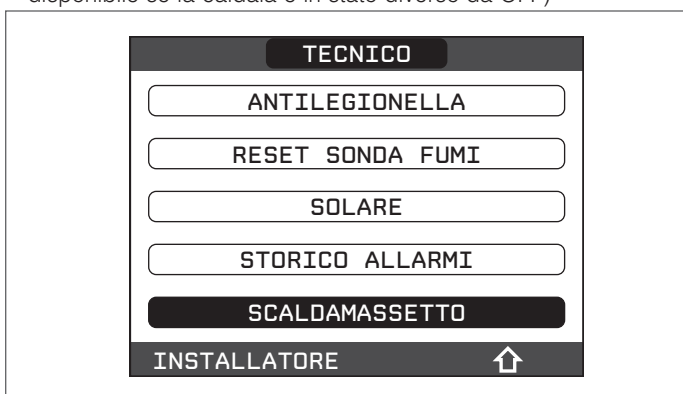 disponibile se la caldaia è in stato diverso da OFF)
TECNICO
ANTILEGIONELLA
RESET SONDA FUMI
SOLARE
STORICO ALLARMI
SCALDAMASSETTO
INSTALLATORE